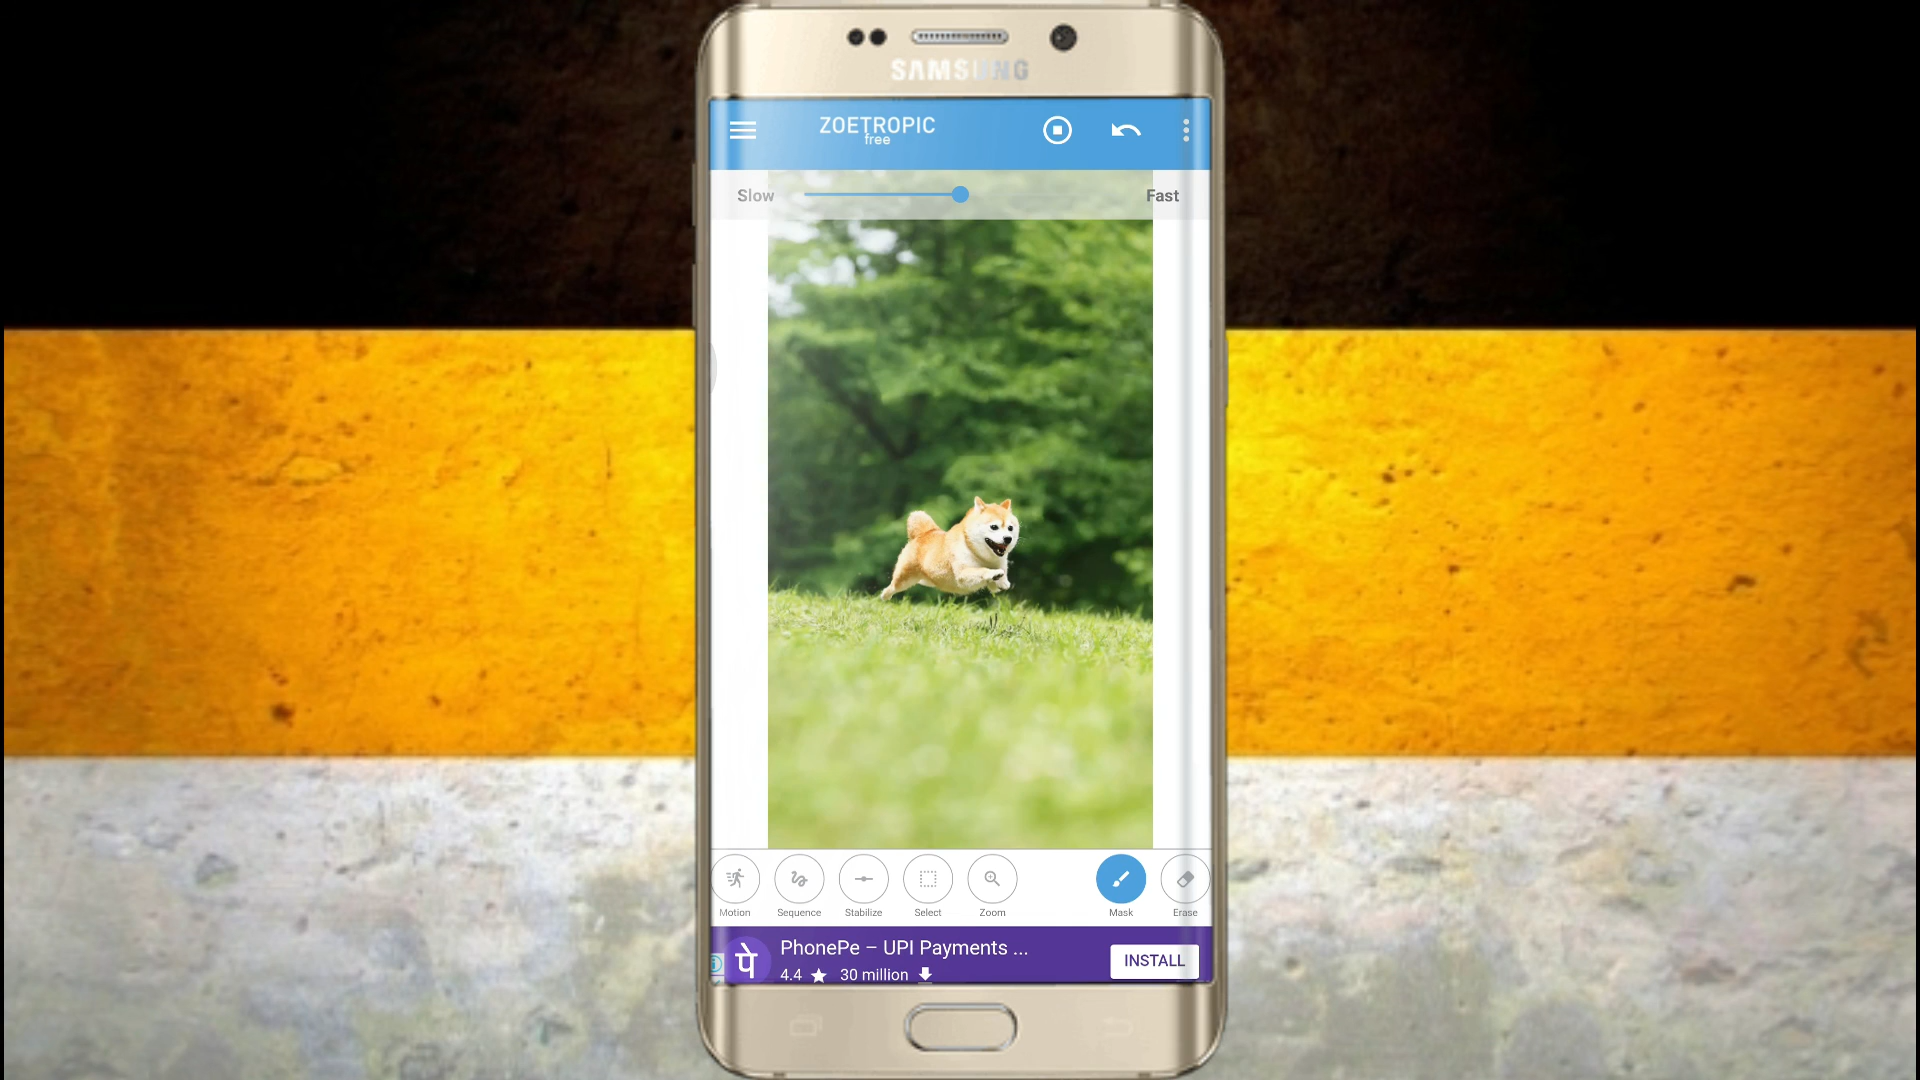 SAMSUNG
ZOETROPIC
free
Slow
Fast
Motion
Sequence
Stabilize
Select
Zoom
Mask
Erase
पे
PhonePe – UPI Payments ...
4.4 30 million
INSTALL